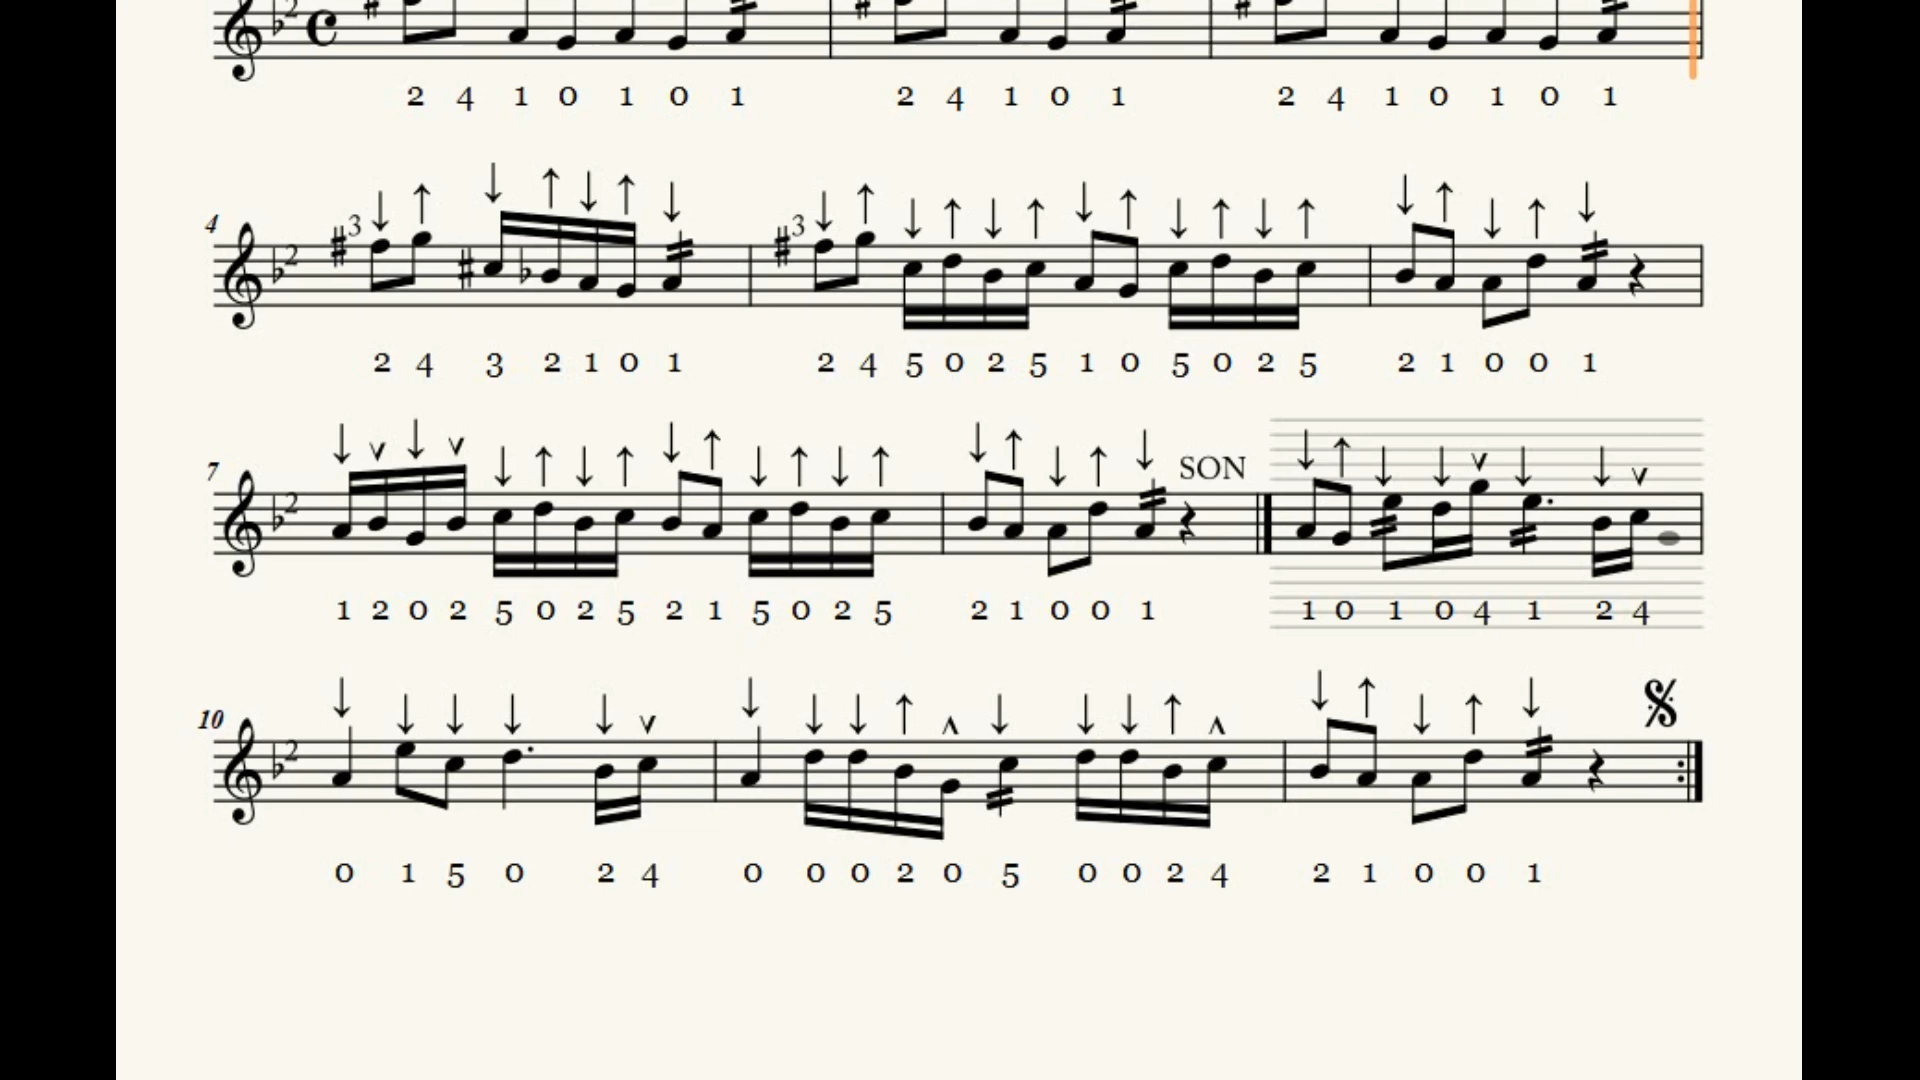 2
2 4 1 0 1 0 1 2 4 1 0 1 2 4 1 0 1 0 1
4 3 3
2
2 4 3 2 1 0 1 2 4 5 0 2 5 1 0 5 0 2 5 2 1 0 0 1
7 SON
2
1 2 0 2 5 0 2 5 2 1 5 0 2 5 2 1 0 0 1 1 0 1 0 4 1 2 4
10
2
0 1 5 0 2 4 0 0 0 2 0 5 0 0 2 4 2 1 0 0 1